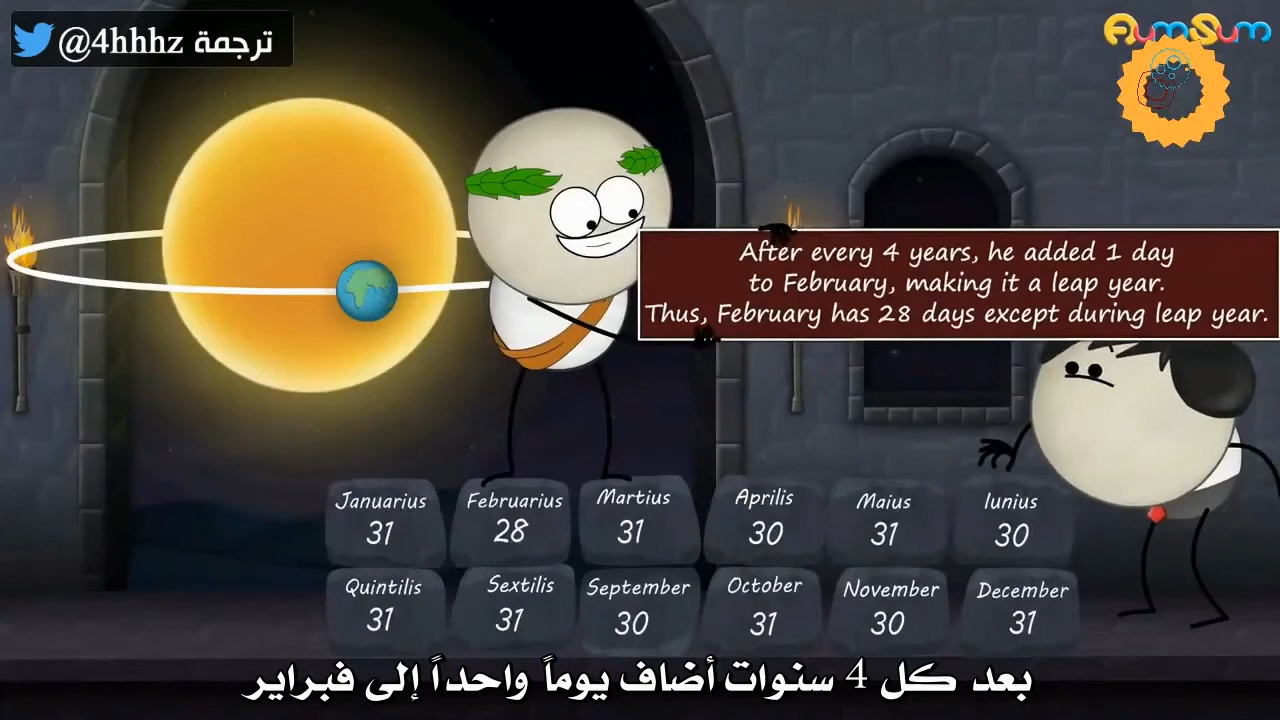 ترجمة @4hhhz
AumSum
After every 4 years, he added 1 day
to February, making it a leap year.
Thus, February has 28 days except during leap year.
Januarius Februarius Martius Aprilis Maius Iunius
31 28 31 30 31 30
Quintilis Sextilis September October November December
31 31 30 31 30 31
بعد كل 4 سنوات أضاف يوماً واحداً إلى فبراير